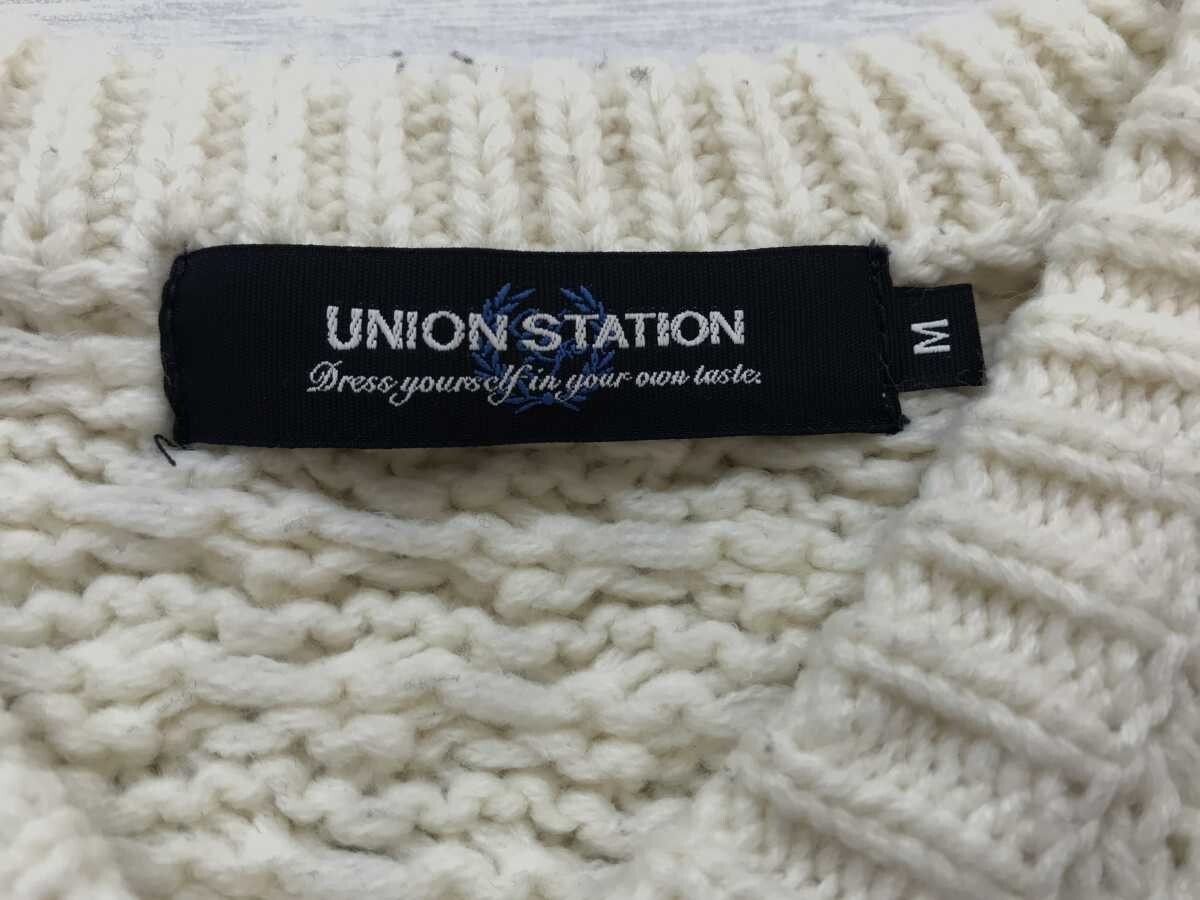 UNION STATION
Dress yourself in your own taste.
M